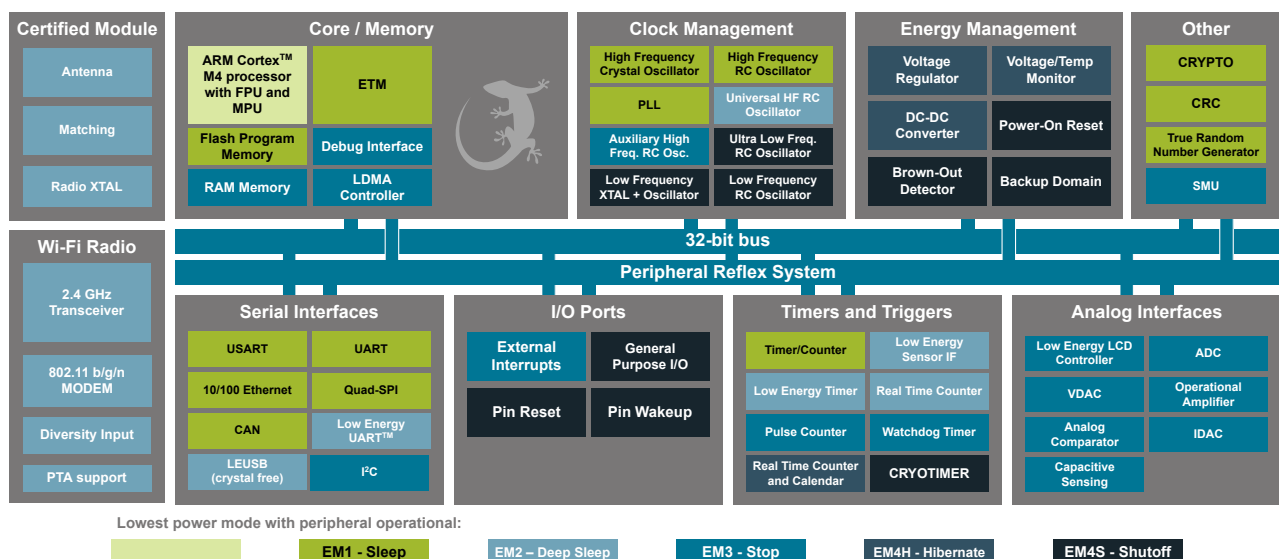 Certified Module
Antenna
Matching
Radio XTAL
Core / Memory
ARM Cortex™
M4 processor
with FPU and
MPU
ETM
Flash Program
Memory
Debug Interface
RAM Memory
LDMA
Controller
Clock Management
High Frequency
Crystal Oscillator
High Frequency
RC Oscillator
PLL
Universal HF RC
Oscillator
Auxiliary High
Freq. RC Osc.
Ultra Low Freq.
RC Oscillator
Low Frequency
XTAL + Oscillator
Low Frequency
RC Oscillator
Energy Management
Voltage
Regulator
Voltage/Temp
Monitor
DC-DC
Converter
Power-On Reset
Brown-Out
Detector
Backup Domain
Other
CRYPTO
CRC
True Random
Number Generator
SMU
32-bit bus
Peripheral Reflex System
Wi-Fi Radio
2.4 GHz
Transceiver
802.11 b/g/n
MODEM
Diversity Input
PTA support
Serial Interfaces
USART
UART
10/100 Ethernet
Quad-SPI
CAN
Low Energy
UART™
LEUSB
(crystal free)
I²C
I/O Ports
External
Interrupts
General
Purpose I/O
Pin Reset
Pin Wakeup
Timers and Triggers
Timer/Counter
Low Energy
Sensor IF
Low Energy Timer
Real Time Counter
Pulse Counter
Watchdog Timer
Real Time Counter
and Calendar
CRYOTIMER
Analog Interfaces
Low Energy LCD
Controller
ADC
VDAC
Operational
Amplifier
Analog
Comparator
IDAC
Capacitive
Sensing
Lowest power mode with peripheral operational:
EM1 - Sleep
EM2 – Deep Sleep
EM3 - Stop
EM4H - Hibernate
EM4S - Shutoff